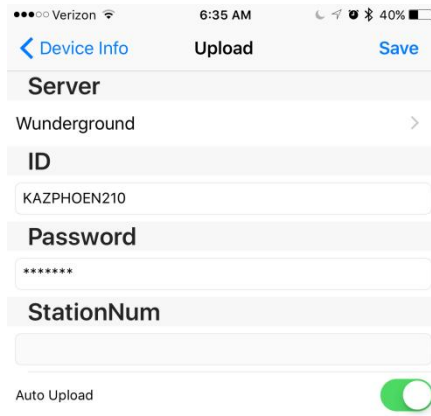 Verizon 6:35 AM 40%
Device Info Upload Save
Server
Wunderground
ID
KAZPHOEN210
Password
*******
StationNum
Auto Upload